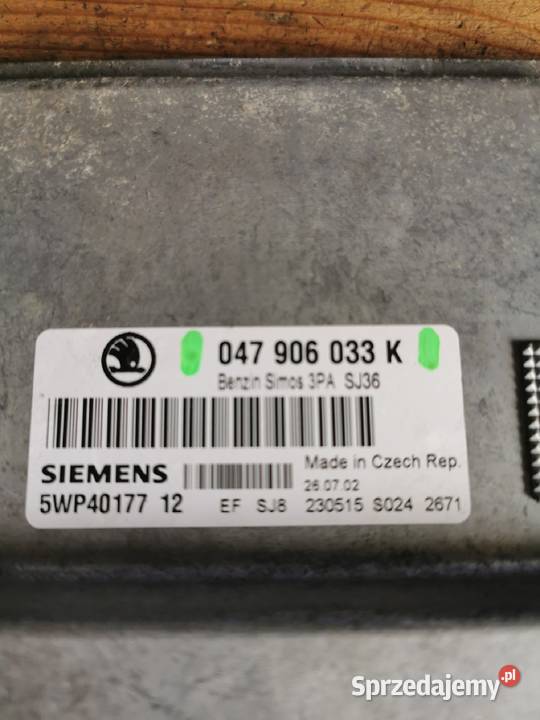 047 906 033 K
Benzin Simos 3PA SJ36
SIEMENS
Made in Czech Rep.
26.07.02
5WP40177 12
EF SJ8 230515 S024 2671
Sprzedajemy.pl